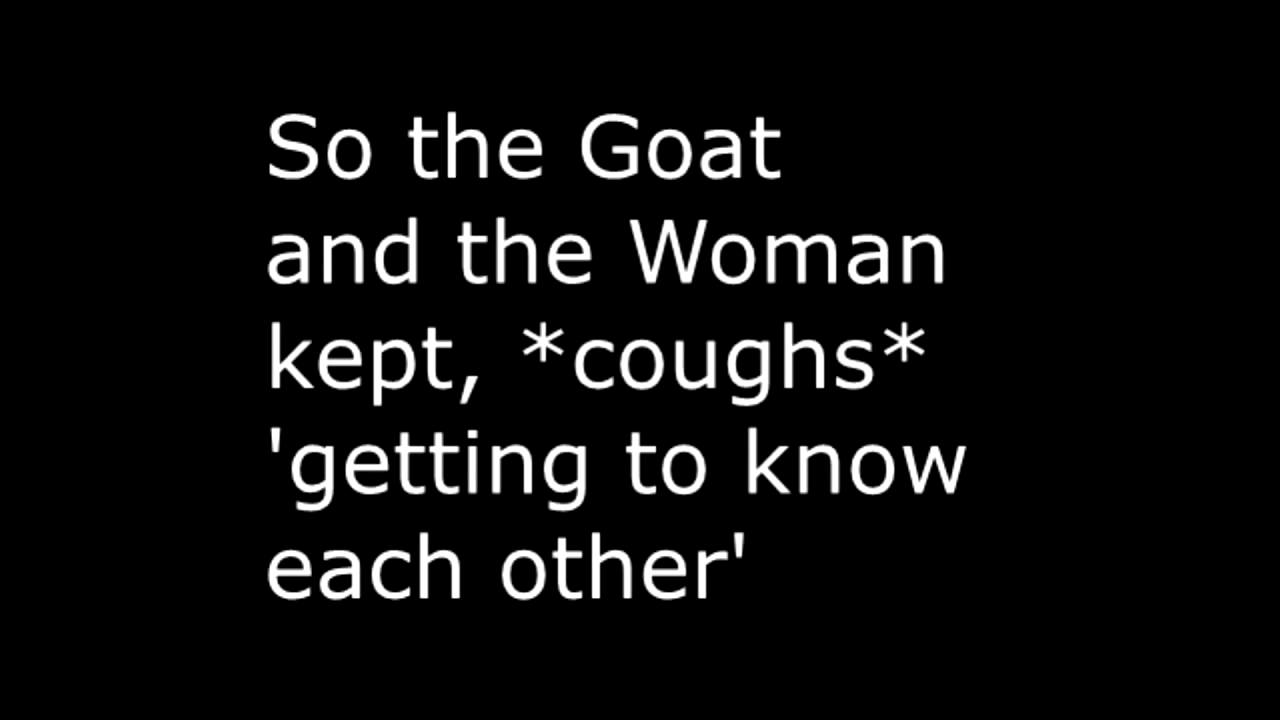 So the Goat
and the Woman
kept, *coughs*
'getting to know
each other'